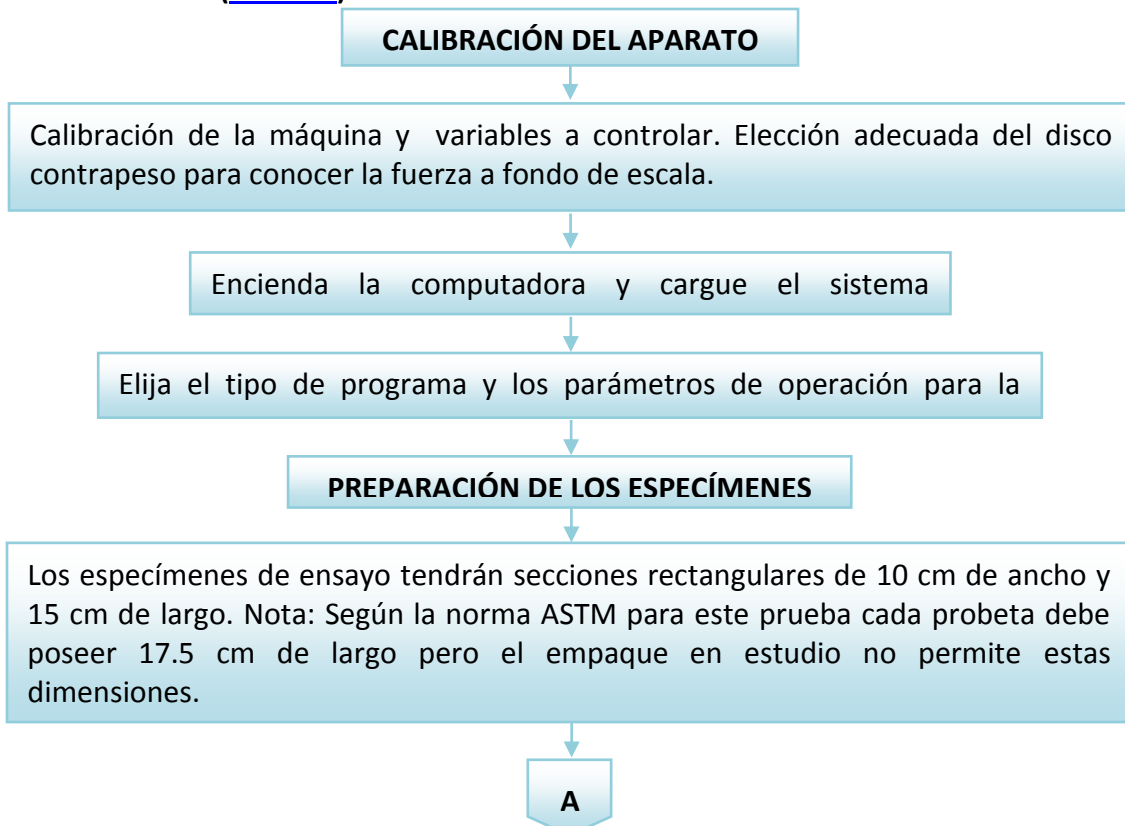 CALIBRACIÓN DEL APARATO
Calibración de la máquina y variables a controlar. Elección adecuada del disco
contrapeso para conocer la fuerza a fondo de escala.
Encienda la computadora y cargue el sistema
Elija el tipo de programa y los parámetros de operación para la
PREPARACIÓN DE LOS ESPECÍMENES
Los especímenes de ensayo tendrán secciones rectangulares de 10 cm de ancho y
15 cm de largo. Nota: Según la norma ASTM para este prueba cada probeta debe
poseer 17.5 cm de largo pero el empaque en estudio no permite estas
dimensiones.
A